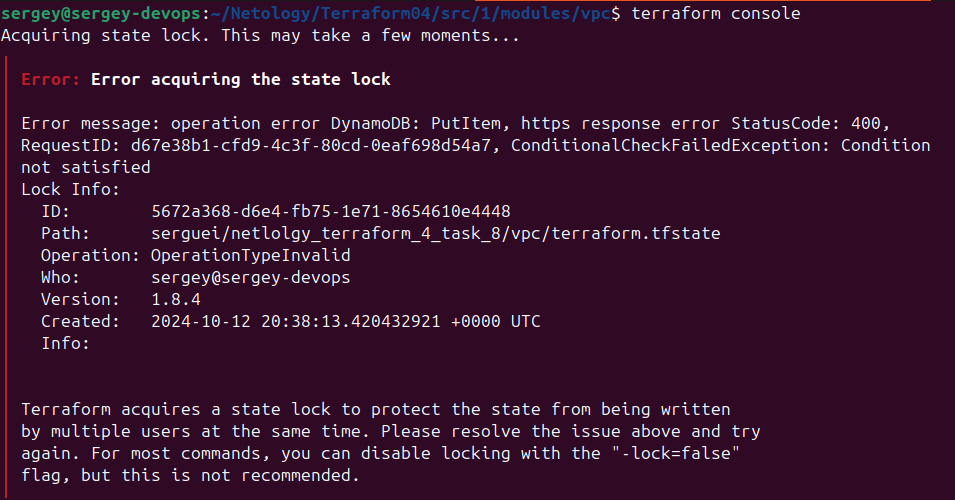 sergey@sergey-devops:~/Netology/Terraform04/src/1/modules/vpc$ terraform console
Acquiring state lock. This may take a few moments...
Error: Error acquiring the state lock
Error message: operation error DynamoDB: PutItem, https response error StatusCode: 400,
RequestID: d67e38b1-cfd9-4c3f-80cd-0eaf698d54a7, ConditionalCheckFailedException: Condition
not satisfied
Lock Info:
  ID:        5672a368-d6e4-fb75-1e71-8654610e4448
  Path:      serguei/netlolgy_terraform_4_task_8/vpc/terraform.tfstate
  Operation: OperationTypeInvalid
  Who:       sergey@sergey-devops
  Version:   1.8.4
  Created:   2024-10-12 20:38:13.420432921 +0000 UTC
  Info:
Terraform acquires a state lock to protect the state from being written
by multiple users at the same time. Please resolve the issue above and try
again. For most commands, you can disable locking with the "-lock=false"
flag, but this is not recommended.